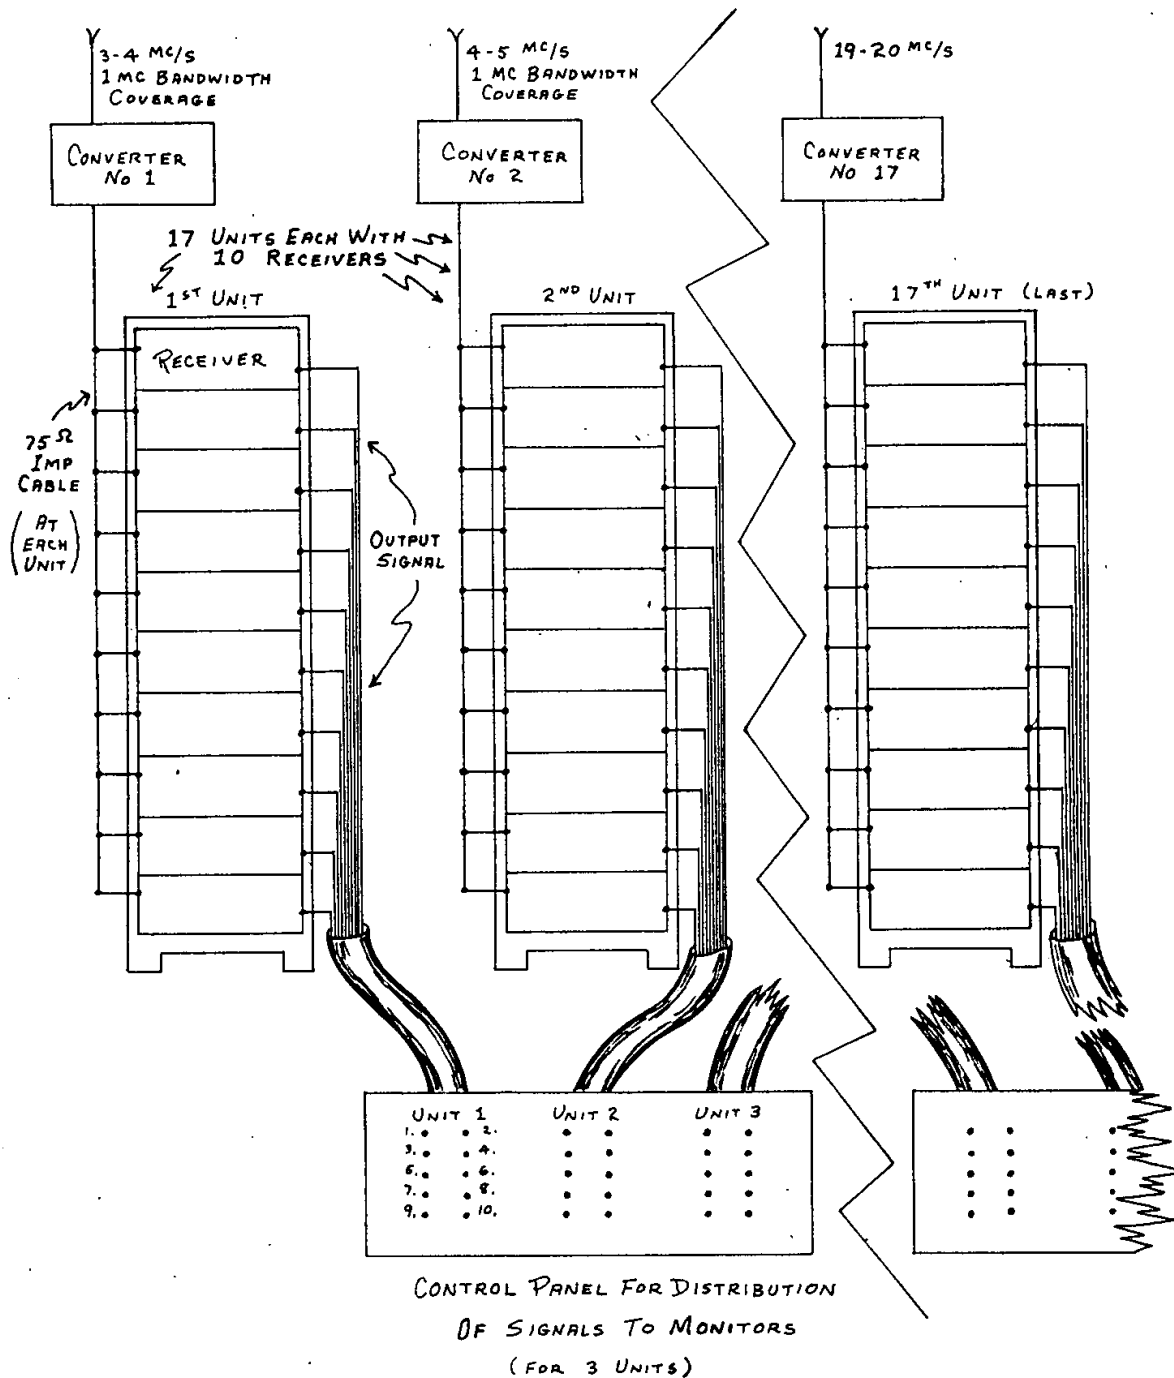 3-4 MC/S
1 MC BANDWIDTH
COVERAGE
4-5 MC/S
1 MC BANDWIDTH
COVERAGE
19-20 MC/S
CONVERTER
No 1
CONVERTER
No 2
CONVERTER
No 17
17 UNITS EACH WITH
10 RECEIVERS
1ST UNIT
2ND UNIT
17TH UNIT (LAST)
RECEIVER
75 Ω
IMP
CABLE
(AT
EACH
UNIT)
OUTPUT
SIGNAL
UNIT 1
1. 2.
3. 4.
5. 6.
7. 8.
9. 10.
UNIT 2
UNIT 3
CONTROL PANEL FOR DISTRIBUTION
OF SIGNALS TO MONITORS
(FOR 3 UNITS)